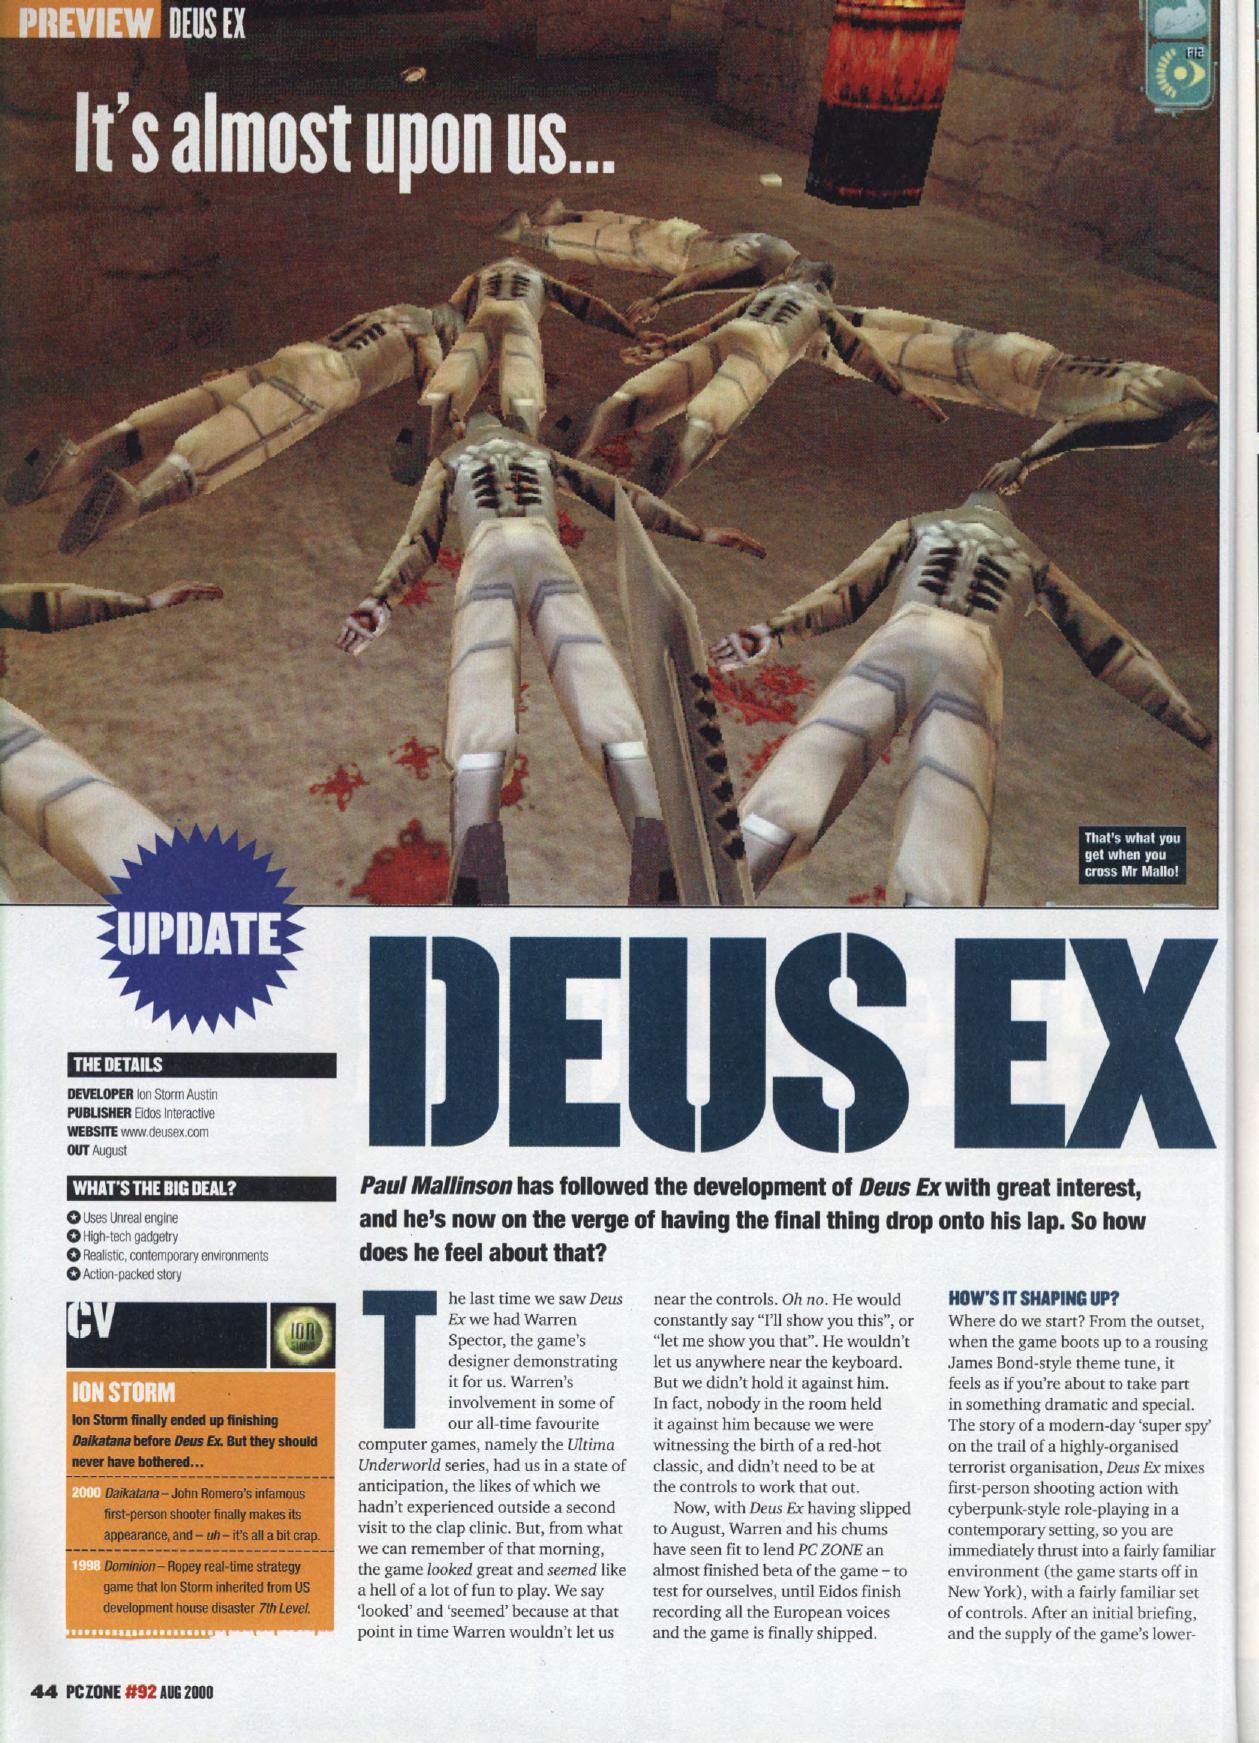 PREVIEW DEUS EX
F12
It's almost upon us...
That's what you
get when you
cross Mr Mallo!
UPDATE
DEUS EX
THE DETAILS
DEVELOPER Ion Storm Austin
PUBLISHER Eidos Interactive
WEBSITE www.deusex.com
OUT August
WHAT'S THE BIG DEAL?
Uses Unreal engine
High-tech gadgetry
Realistic, contemporary environments
Action-packed story
CV
ION STORM
ION STORM
Ion Storm finally ended up finishing
Daikatana before Deus Ex. But they should
never have bothered...
2000 Daikatana – John Romero's infamous
first-person shooter finally makes its
appearance, and – uh – it's all a bit crap.
1998 Dominion – Ropey real-time strategy
game that Ion Storm inherited from US
development house disaster 7th Level.
Paul Mallinson has followed the development of Deus Ex with great interest,
and he's now on the verge of having the final thing drop onto his lap. So how
does he feel about that?
The last time we saw Deus
Ex we had Warren
Spector, the game's
designer demonstrating
it for us. Warren's
involvement in some of
our all-time favourite
computer games, namely the Ultima
Underworld series, had us in a state of
anticipation, the likes of which we
hadn't experienced outside a second
visit to the clap clinic. But, from what
we can remember of that morning,
the game looked great and seemed like
a hell of a lot of fun to play. We say
'looked' and 'seemed' because at that
point in time Warren wouldn't let us
near the controls. Oh no. He would
constantly say "I'll show you this", or
"let me show you that". He wouldn't
let us anywhere near the keyboard.
But we didn't hold it against him.
In fact, nobody in the room held
it against him because we were
witnessing the birth of a red-hot
classic, and didn't need to be at
the controls to work that out.
Now, with Deus Ex having slipped
to August, Warren and his chums
have seen fit to lend PC ZONE an
almost finished beta of the game – to
test for ourselves, until Eidos finish
recording all the European voices
and the game is finally shipped.
HOW'S IT SHAPING UP?
Where do we start? From the outset,
when the game boots up to a rousing
James Bond-style theme tune, it
feels as if you're about to take part
in something dramatic and special.
The story of a modern-day 'super spy'
on the trail of a highly-organised
terrorist organisation, Deus Ex mixes
first-person shooting action with
cyberpunk-style role-playing in a
contemporary setting, so you are
immediately thrust into a fairly familiar
environment (the game starts off in
New York), with a fairly familiar set
of controls. After an initial briefing,
and the supply of the game's lower-
44 PCZONE #92 AUG 2000